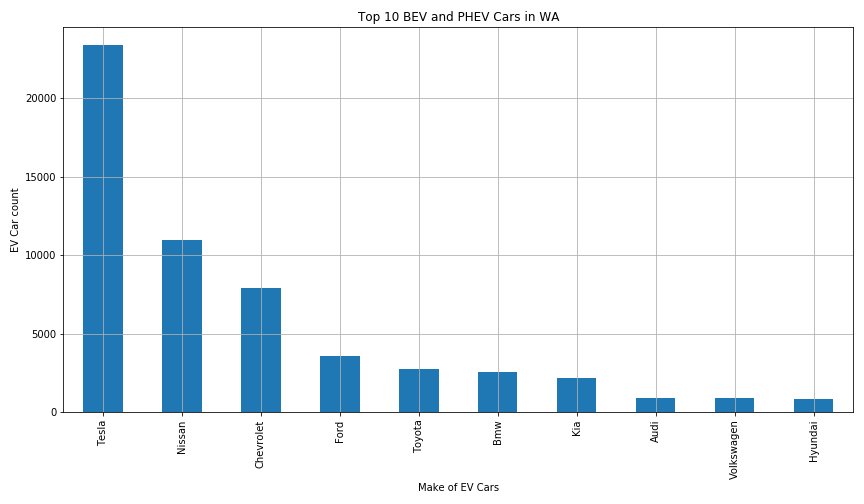 Top 10 BEV and PHEV Cars in WA
EV Car count
20000
15000
10000
5000
0
Tesla
Nissan
Chevrolet
Ford
Toyota
Bmw
Kia
Audi
Volkswagen
Hyundai
Make of EV Cars